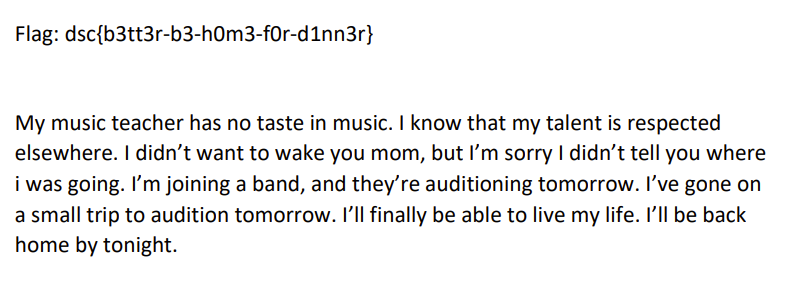 Flag: dsc{b3tt3r-b3-h0m3-f0r-d1nn3r}
My music teacher has no taste in music. I know that my talent is respected
elsewhere. I didn’t want to wake you mom, but I’m sorry I didn’t tell you where
i was going. I’m joining a band, and they’re auditioning tomorrow. I’ve gone on
a small trip to audition tomorrow. I’ll finally be able to live my life. I’ll be back
home by tonight.